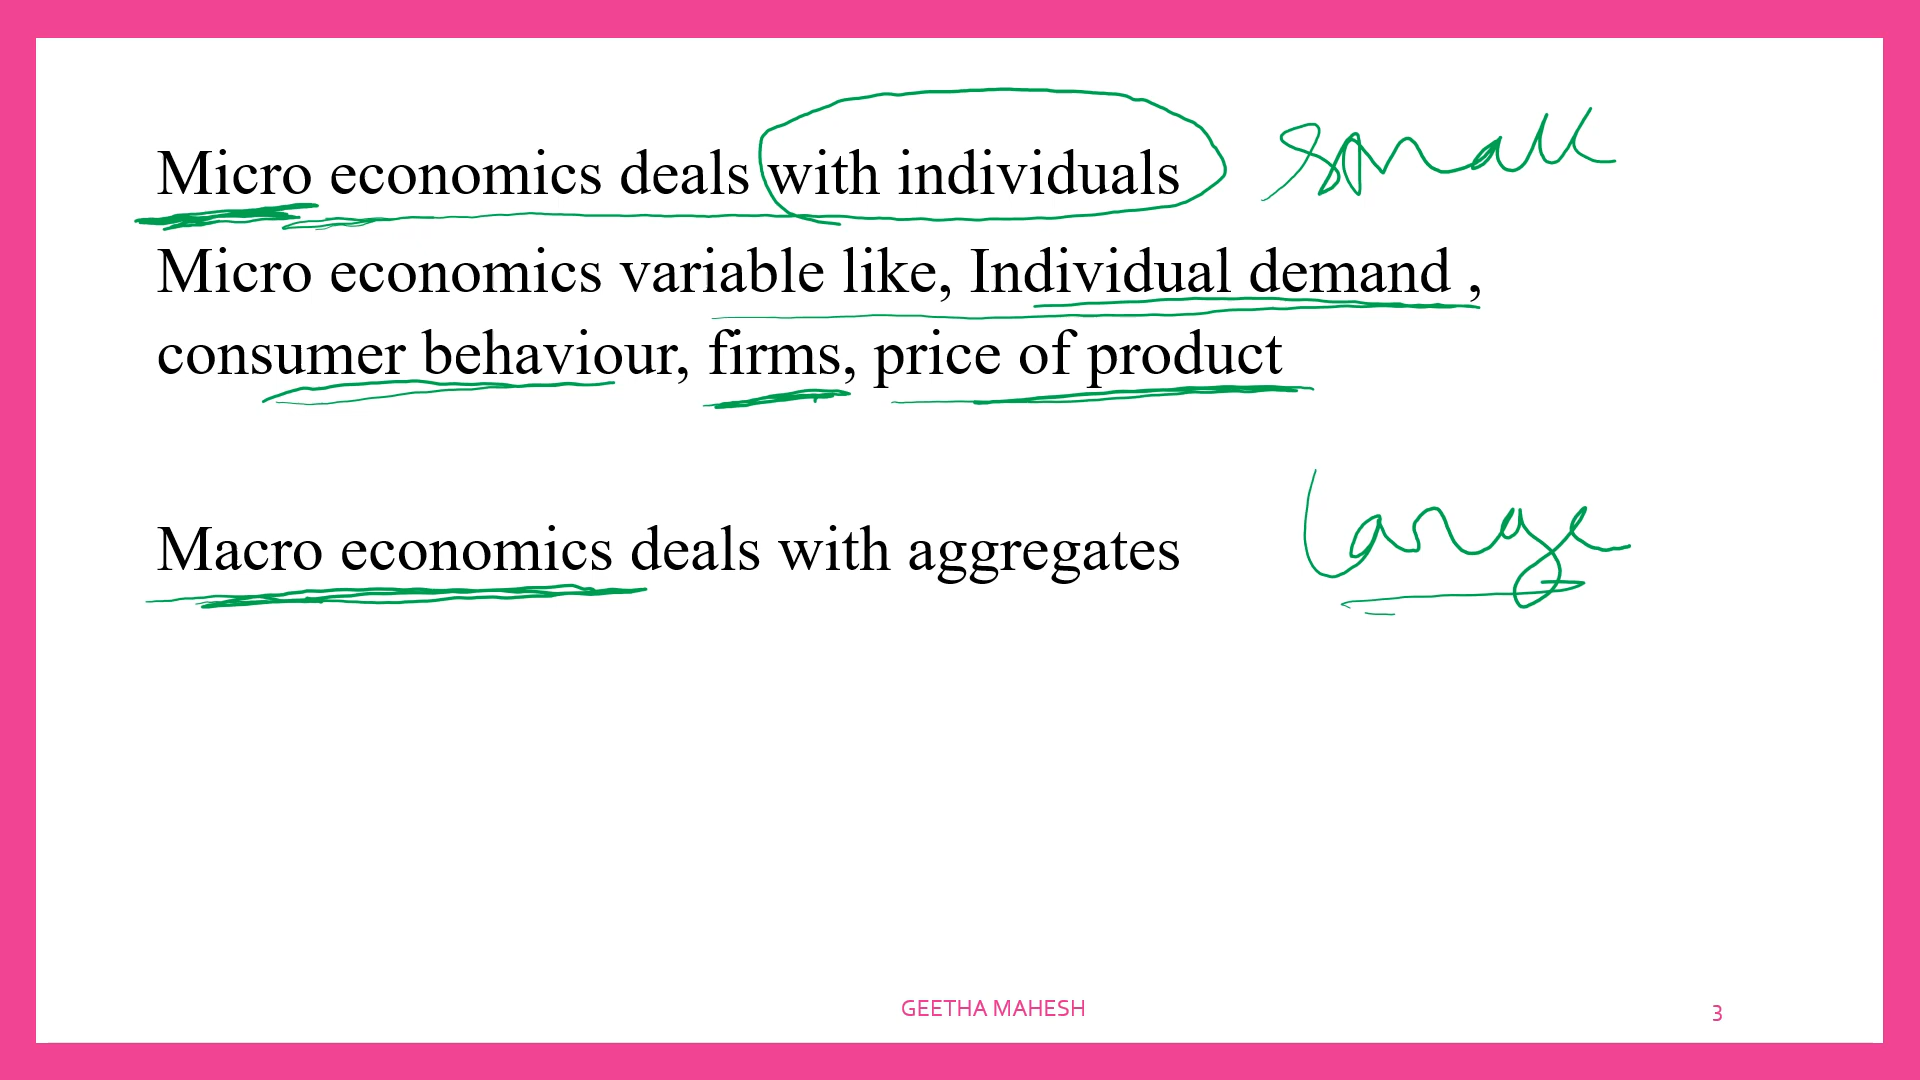 Micro economics deals with individuals small
Micro economics variable like, Individual demand ,
consumer behaviour, firms, price of product
Macro economics deals with aggregates Large
GEETHA MAHESH
3